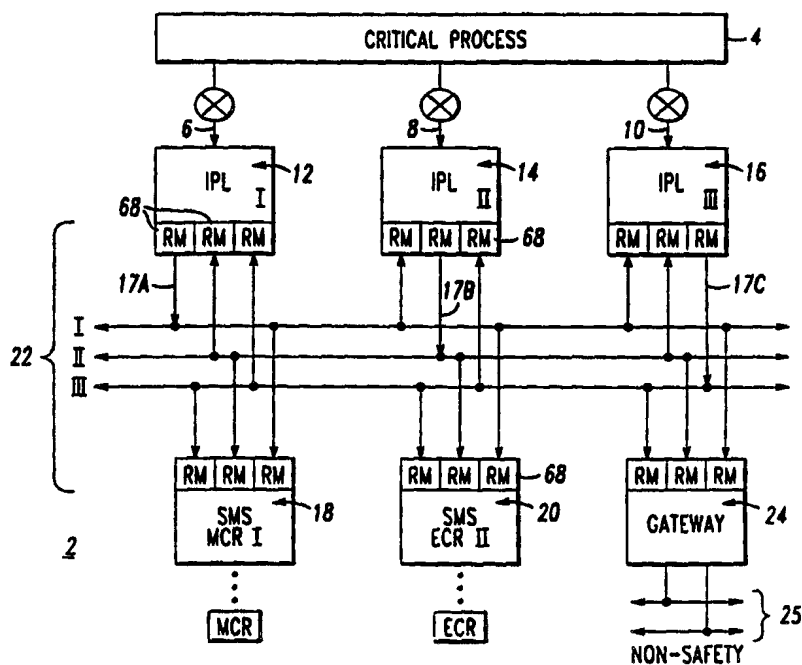 CRITICAL PROCESS 4
6 8 10
12 14 16
IPL IPL IPL
I II III
68 RM RM RM RM RM RM 68 RM RM RM
17A 17B 17C
I
22 II
III
RM RM RM RM RM RM 68 RM RM RM
SMS 18 SMS 20 24
MCR I ECR II GATEWAY
2
25
MCR ECR
NON-SAFETY